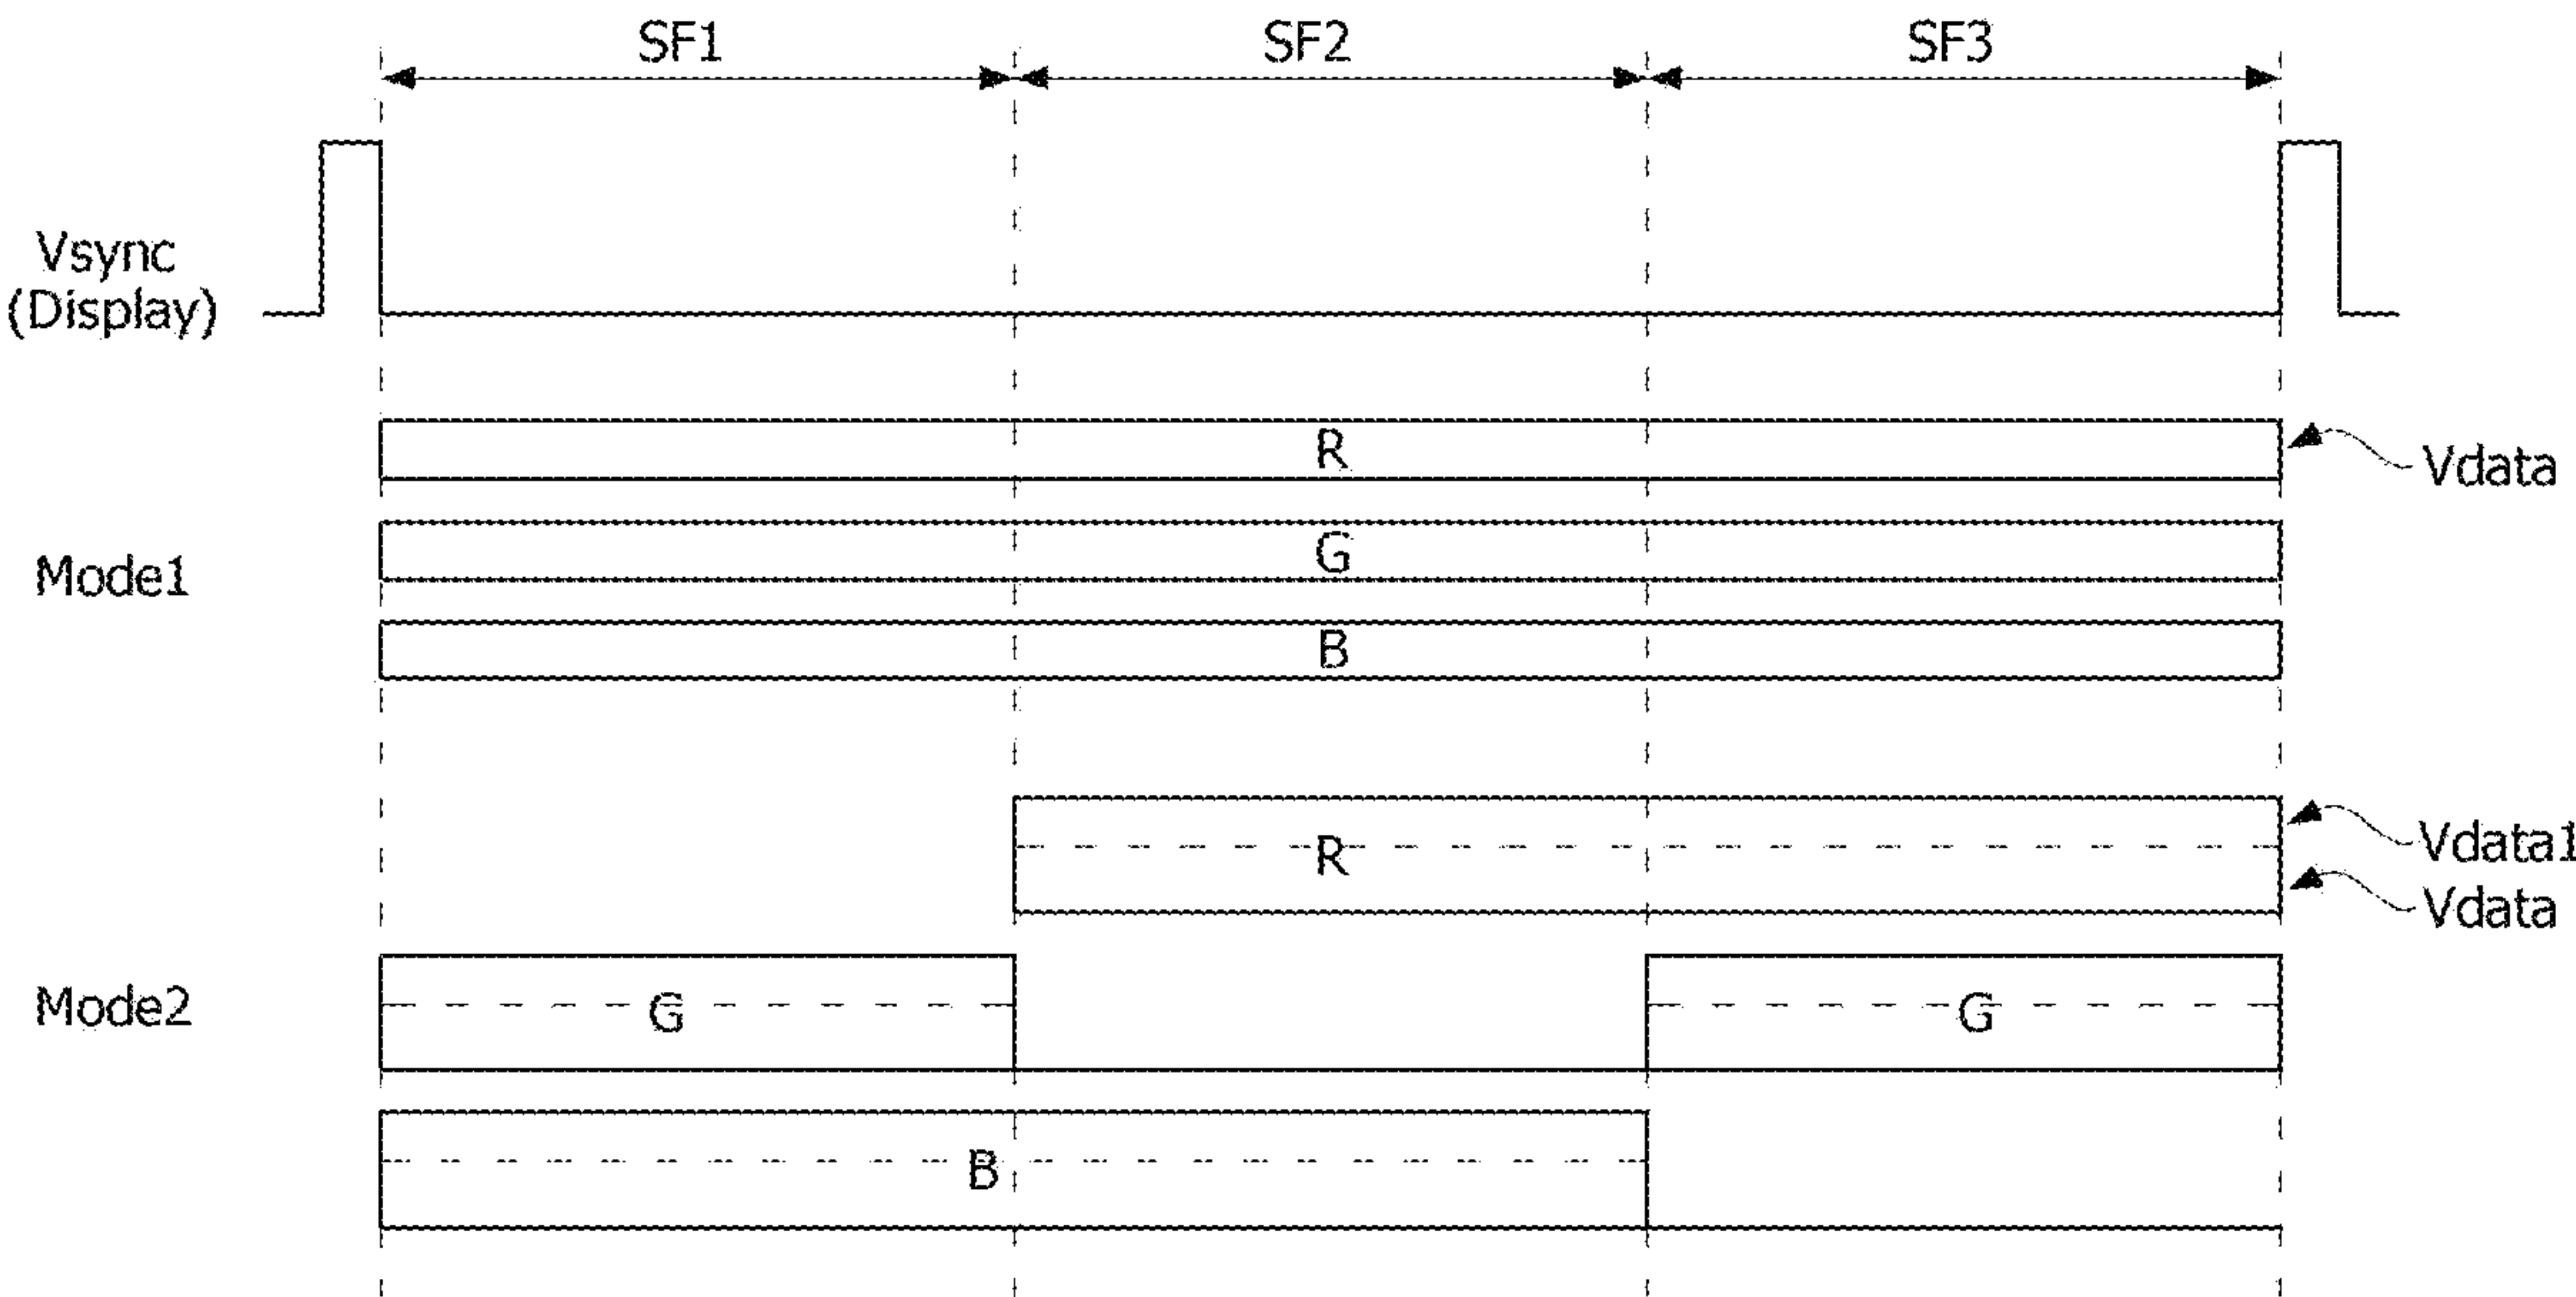 SF1 SF2 SF3
Vsync
(Display)
R
Vdata
G
Mode1
B
R
Vdata1
Vdata
Mode2
G G
B